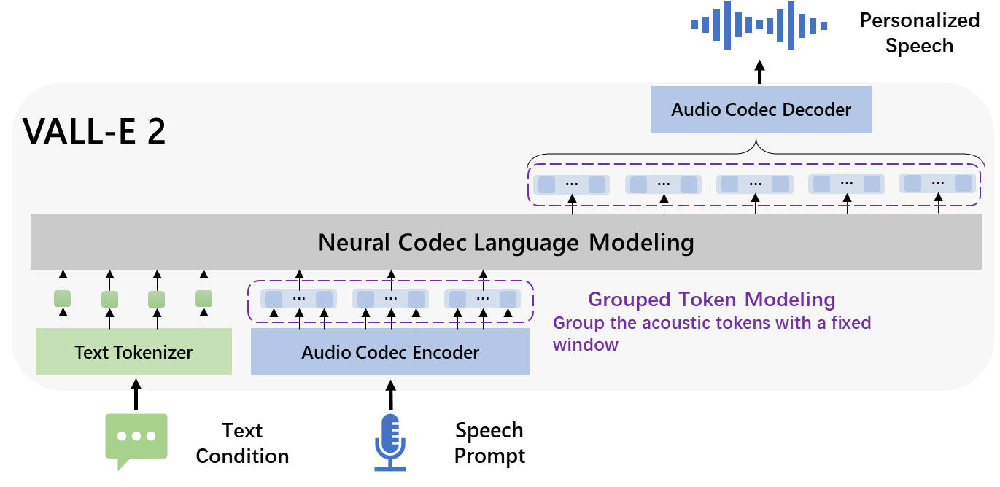 Personalized
Speech
Audio Codec Decoder
VALL-E 2
...
...
...
...
...
Neural Codec Language Modeling
...
...
...
Grouped Token Modeling
Group the acoustic tokens with a fixed
window
Text Tokenizer
Audio Codec Encoder
Text
Condition
Speech
Prompt